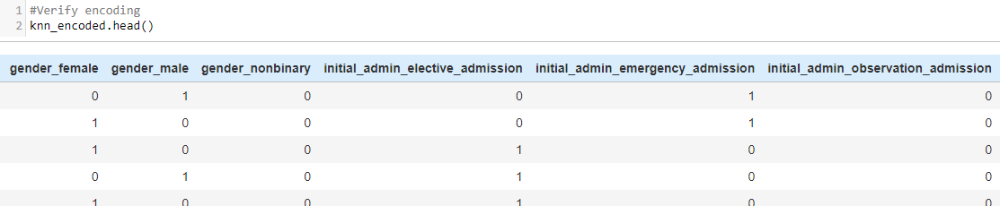 1 #Verify encoding
2 knn_encoded.head()
gender_female gender_male gender_nonbinary initial_admin_elective_admission initial_admin_emergency_admission initial_admin_observation_admission
0 1 0 0 1 0
1 0 0 0 1 0
1 0 0 1 0 0
0 1 0 1 0 0
1 0 0 1 0 0